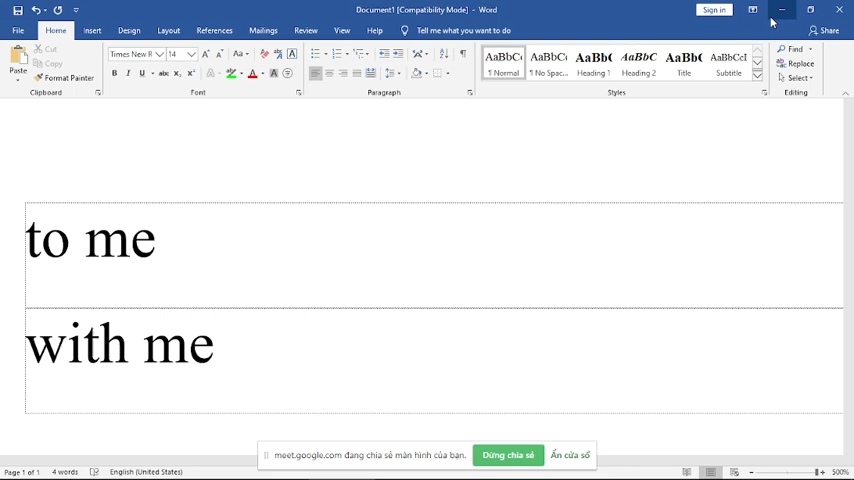 Document1 [Compatibility Mode] - Word
Sign in
File Home Insert Design Layout References Mailings Review View Help Tell me what you want to do Share
Paste
Cut
Copy
Format Painter
Clipboard
Times New R 14 Aa
B I U abc x₂ x² A
Font
Paragraph
AaBbCc AaBbCc AaBbC AaBbC AaBb( AaBbCcI
¶ Normal ¶ No Spac... Heading 1 Heading 2 Title Subtitle
Styles
Find
Replace
Select
Editing
to me
with me
meet.google.com đang chia sẻ màn hình của bạn. Dừng chia sẻ Ẩn cửa sổ
Page 1 of 1 4 words English (United States) 500%